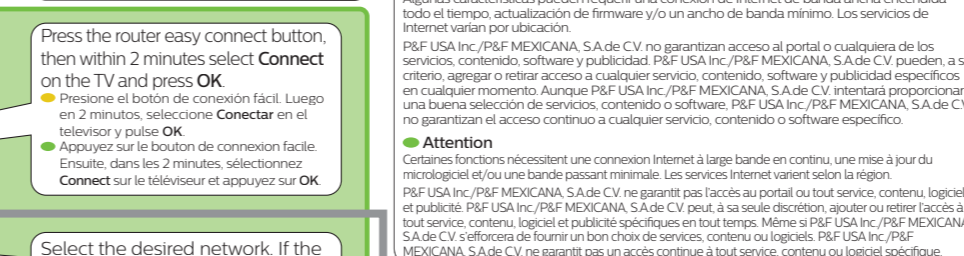 Press the router easy connect button,
then within 2 minutes select Connect
on the TV and press OK.
Presione el botón de conexión fácil. Luego
en 2 minutos, seleccione Conectar en el
televisor y pulse OK.
Appuyez sur le bouton de connexion facile.
Ensuite, dans les 2 minutes, sélectionnez
Connect sur le téléviseur et appuyez sur OK.
Select the desired network. If the
Algunas características pueden requerir una conexión de Internet de banda ancha encendida
todo el tiempo, actualización de firmware y/o un ancho de banda mínimo. Los servicios de
Internet varían por ubicación.
P&F USA Inc./P&F MEXICANA, S.A.de C.V. no garantizan acceso al portal o cualquiera de los
servicios, contenido, software y publicidad. P&F USA Inc./P&F MEXICANA, S.A.de C.V. pueden, a s
criterio, agregar o retirar acceso a cualquier servicio, contenido, software y publicidad específicos
en cualquier momento. Aunque P&F USA Inc./P&F MEXICANA, S.A.de C.V. intentará proporcionar
una buena selección de servicios, contenido o software, P&F USA Inc./P&F MEXICANA, S.A.de C.V
no garantizan el acceso continuo a cualquier servicio, contenido o software específico.
Attention
Certaines fonctions nécessitent une connexion Internet à large bande en continu, une mise à jour du
micrologiciel et/ou une bande passant minimale. Les services Internet varient selon la région.
P&F USA Inc./P&F MEXICANA, S.A.de C.V. ne garantit pas l'accès au portail ou tout service, contenu, logiciel
et publicité. P&F USA Inc./P&F MEXICANA, S.A.de C.V. peut, à sa seule discrétion, ajouter ou retirer l'accès à
tout service, contenu, logiciel et publicité spécifiques en tout temps. Même si P&F USA Inc./P&F MEXICANA
S.A.de C.V. s'efforcera de fournir un bon choix de services, contenu ou logiciels. P&F USA Inc./P&F
MEXICANA, S.A.de C.V. ne garantit pas un accès continue à tout service, contenu ou logiciel spécifique.